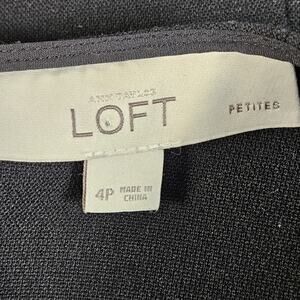 ANN TAYLOR
LOFT
PETITES
4P
MADE IN
CHINA